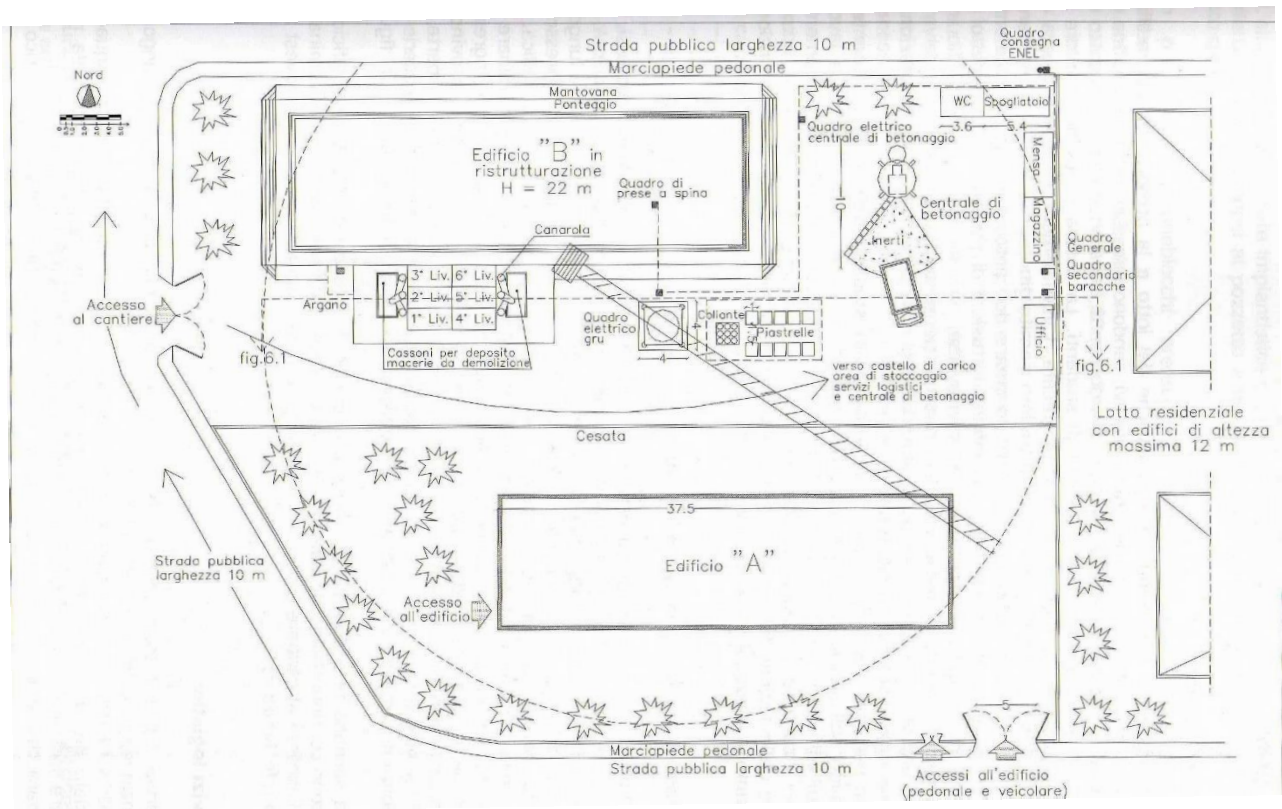 Strada pubblica larghezza 10 m
Marciapiede pedonale
Quadro
consegna
ENEL
Nord
Mantovana
Ponteggio
WC
Spogliatoio
3.6
5.4
Quadro elettrico
centrale di betonaggio
Edificio "B" in
ristrutturazione
H = 22 m
Quadro di
prese a spina
10
Mensa
Magazzino
Centrale di
betonaggio
Inerti
Canarola
Quadro
Generale
Quadro
secondario
baracche
Argano
3° Liv.
6° Liv.
2° Liv.
5° Liv.
1° Liv.
4° Liv.
Accesso
al cantiere
Quadro
elettrico
gru
4
4
Collante
Piastrelle
Ufficio
fig.6.1
fig.6.1
Cassoni per deposito
macerie da demolizione
verso castello di carico
area di stoccaggio
servizi logistici
e centrale di betonaggio
Lotto residenziale
con edifici di altezza
massima 12 m
Cesata
37.5
Edificio "A"
Strada pubblica
larghezza 10 m
Accesso
all'edificio
5
Marciapiede pedonale
Strada pubblica larghezza 10 m
Accessi all'edificio
(pedonale e veicolare)